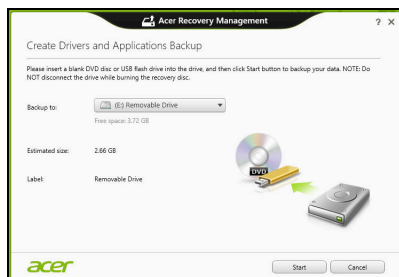 Acer Recovery Management
? ×
Create Drivers and Applications Backup
Please insert a blank DVD disc or USB flash drive into the drive, and then click Start button to backup your data. NOTE: Do
NOT disconnect the drive while burning the recovery disc.
Backup to: (E:) Removable Drive
Free space: 3.72 GB
Estimated size: 2.66 GB
Label: Removable Drive
DVD
acer
Start Cancel